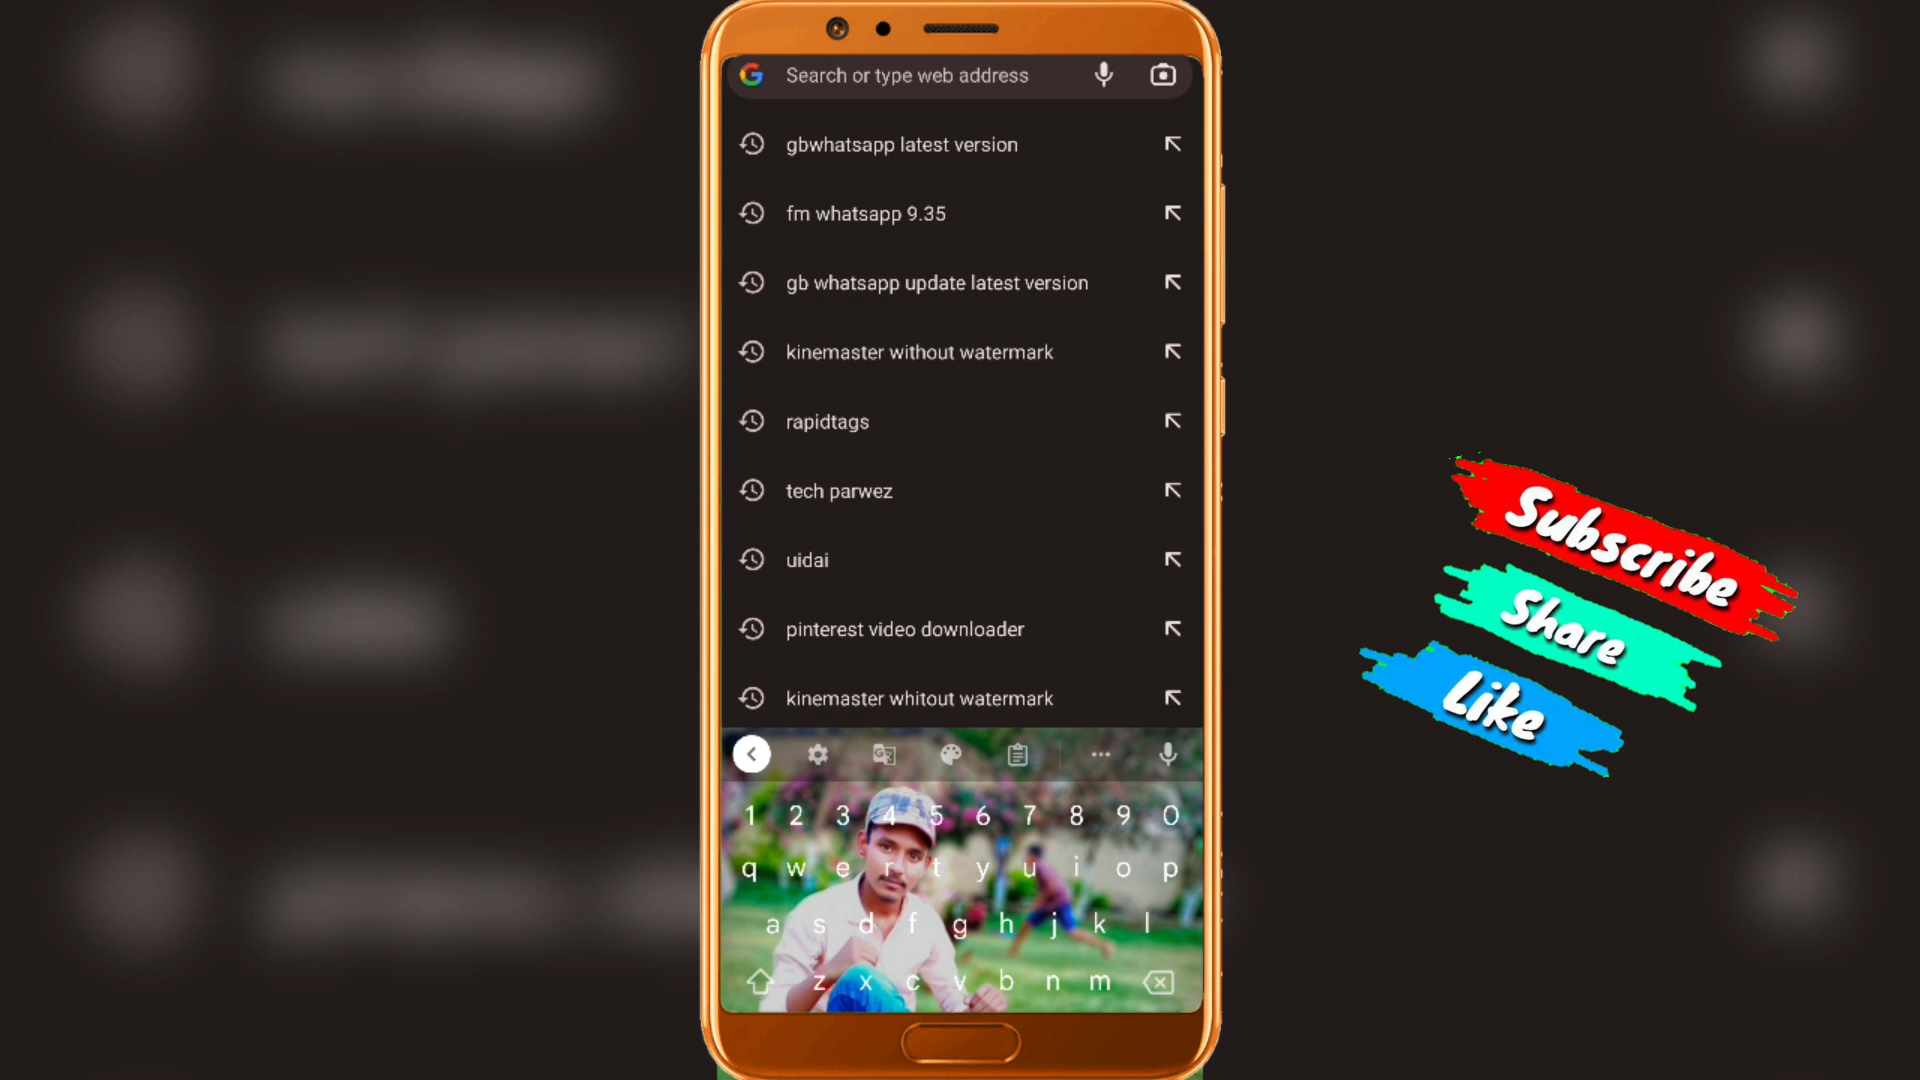 Search or type web address
gbwhatsapp latest version
fm whatsapp 9.35
gb whatsapp update latest version
kinemaster without watermark
rapidtags
tech parwez
uidai
pinterest video downloader
kinemaster whitout watermark
1 2 3 4 5 6 7 8 9 0
q w e r t y u i o p
a s d f g h j k l
z x c v b n m
Subscribe
Share
Like